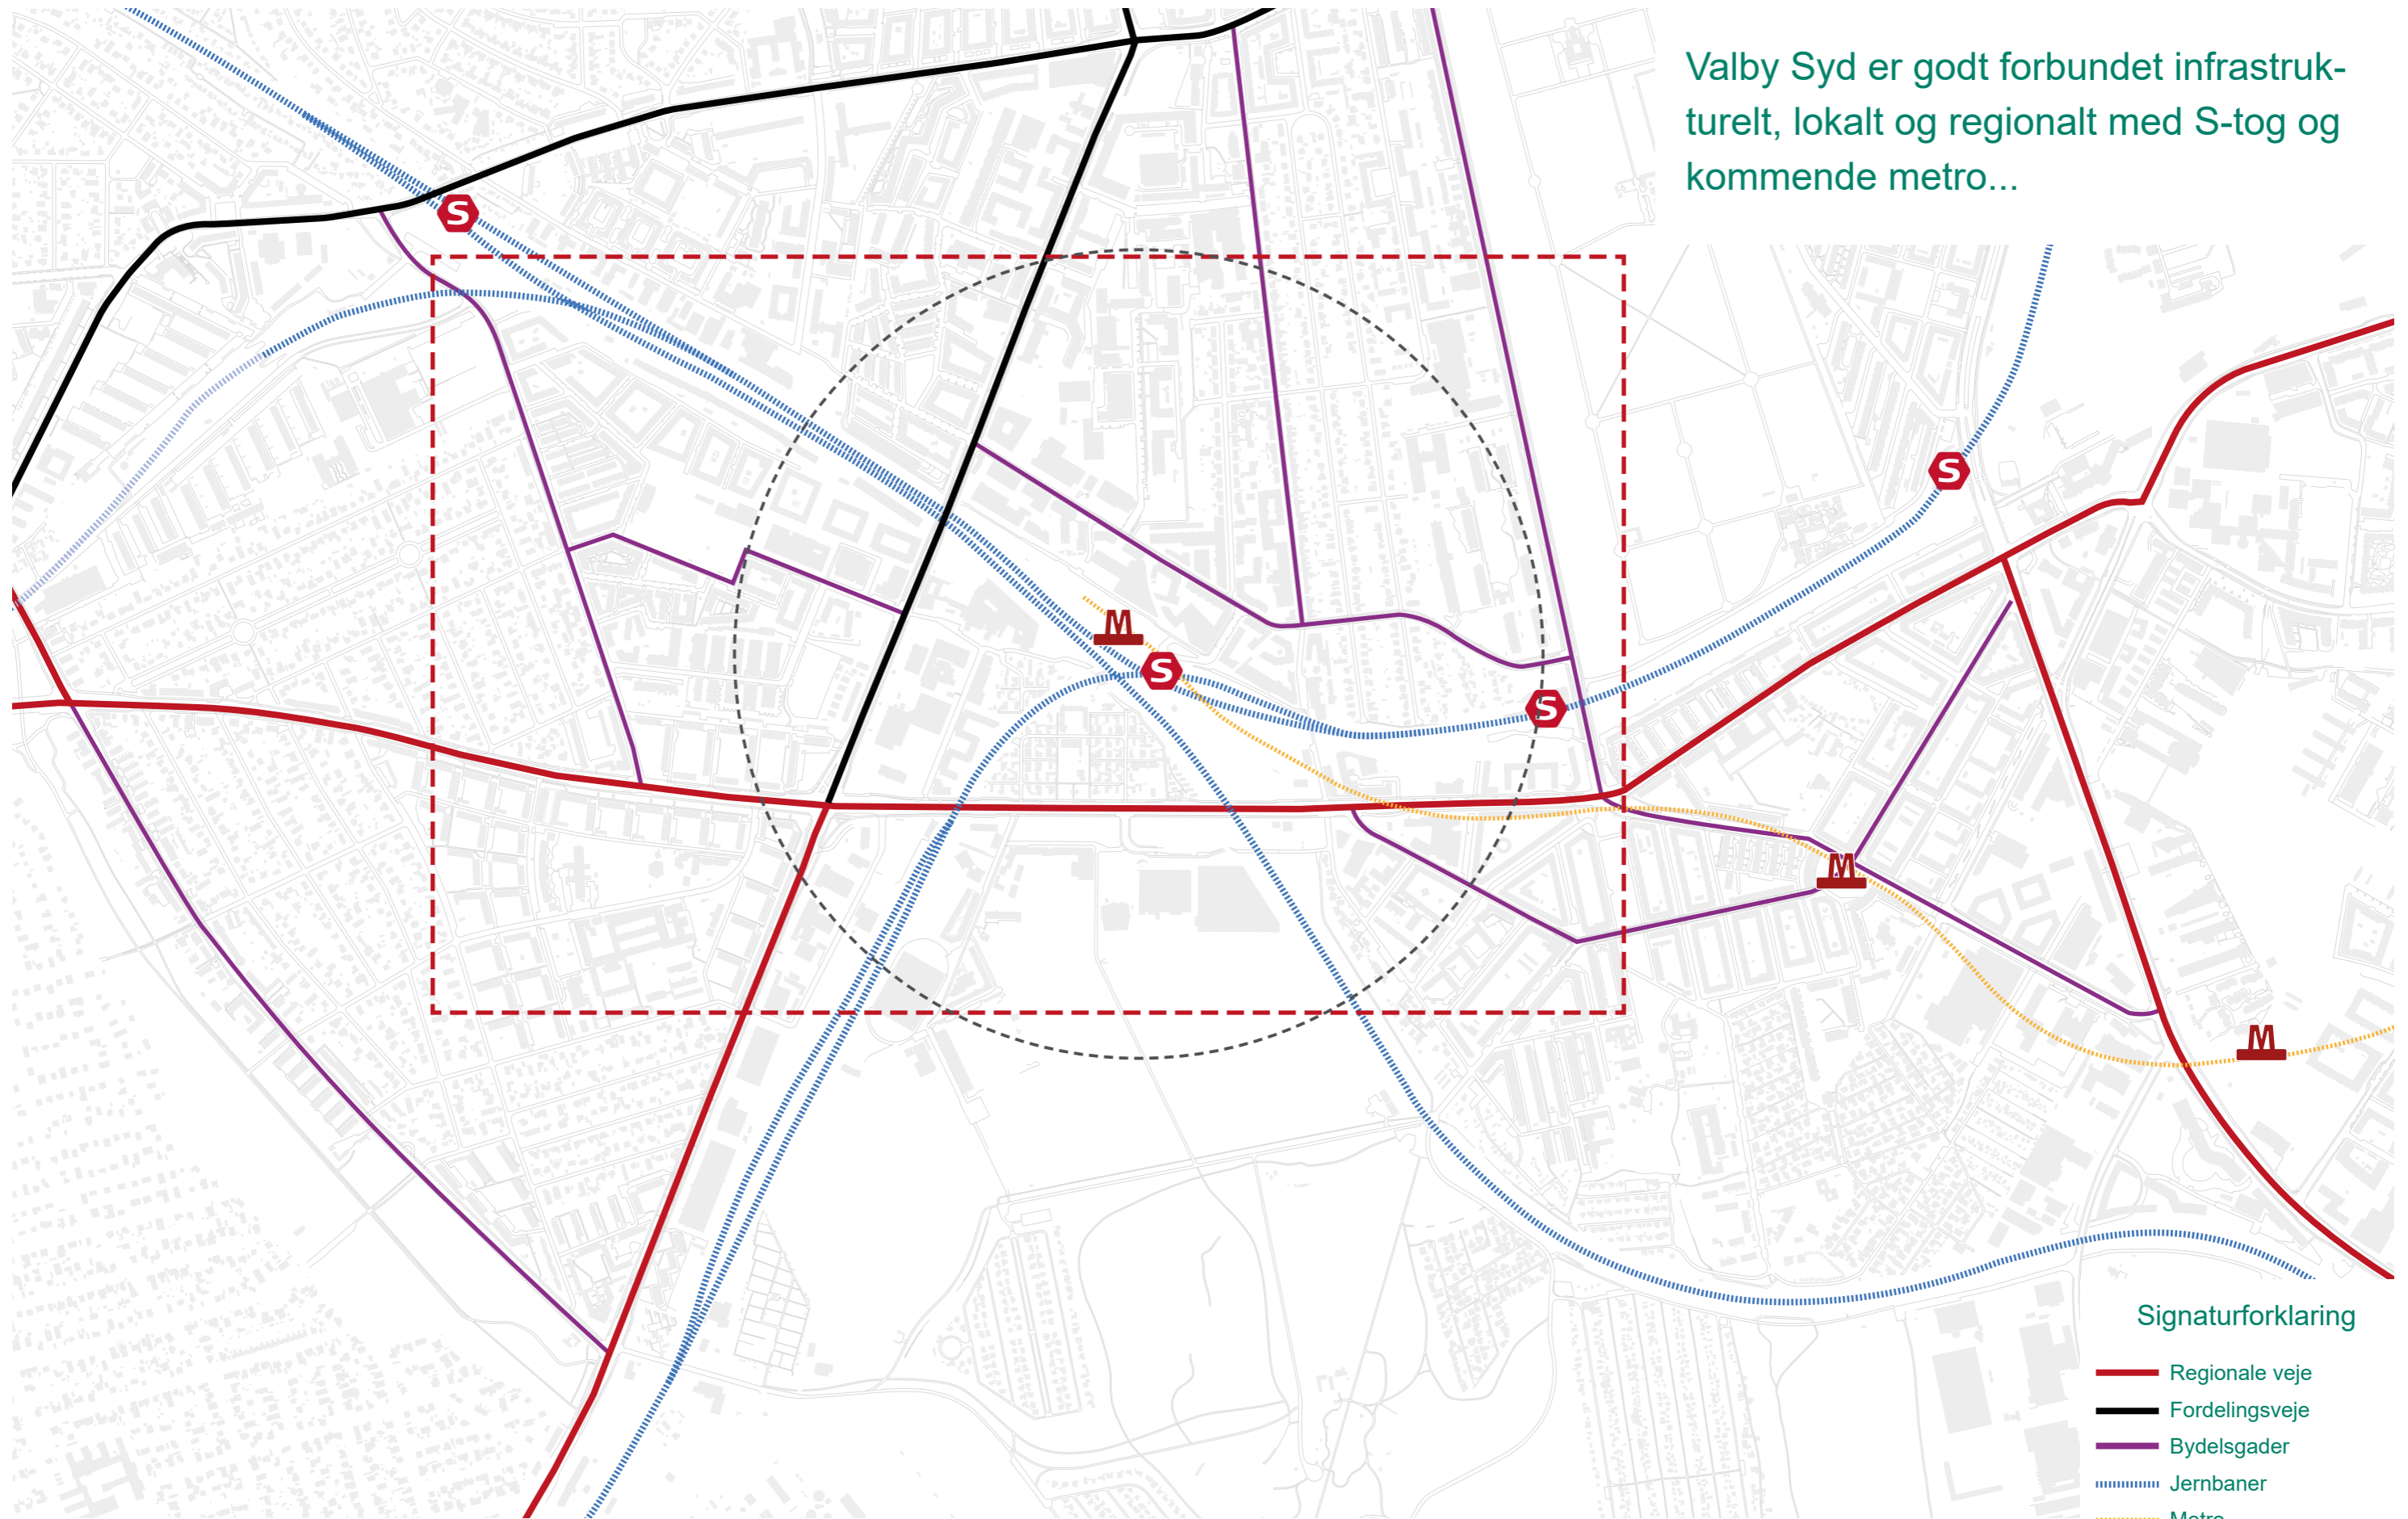 Valby Syd er godt forbundet infrastruk-
turelt, lokalt og regionalt med S-tog og
kommende metro...
S
S
M
S
S
M
M
Signaturforklaring
Regionale veje
Fordelingsveje
Bydelsgader
Jernbaner
Metro